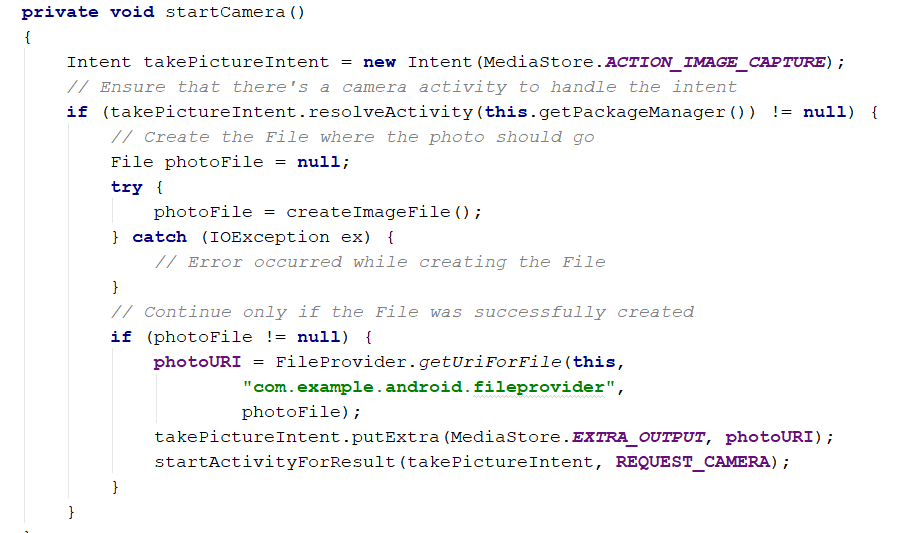 private void startCamera()
{
    Intent takePictureIntent = new Intent(MediaStore.ACTION_IMAGE_CAPTURE);
    // Ensure that there's a camera activity to handle the intent
    if (takePictureIntent.resolveActivity(this.getPackageManager()) != null) {
        // Create the File where the photo should go
        File photoFile = null;
        try {
            photoFile = createImageFile();
        } catch (IOException ex) {
            // Error occurred while creating the File
        }
        // Continue only if the File was successfully created
        if (photoFile != null) {
            photoURI = FileProvider.getUriForFile(this,
                    "com.example.android.fileprovider",
                    photoFile);
            takePictureIntent.putExtra(MediaStore.EXTRA_OUTPUT, photoURI);
            startActivityForResult(takePictureIntent, REQUEST_CAMERA);
        }
    }